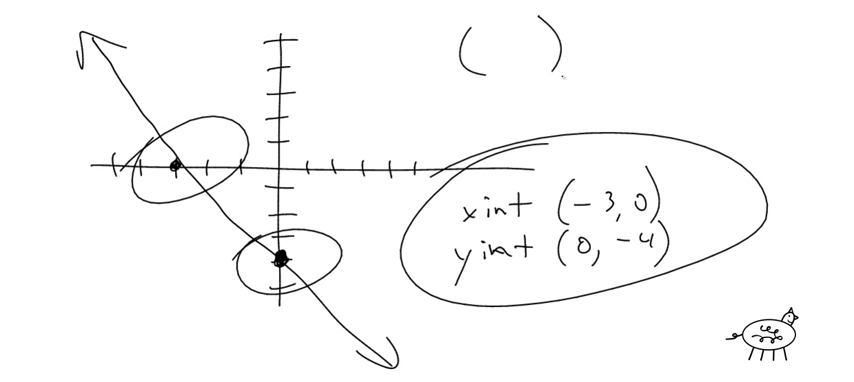 ( )
xint (-3, 0)
yint (0, -4)